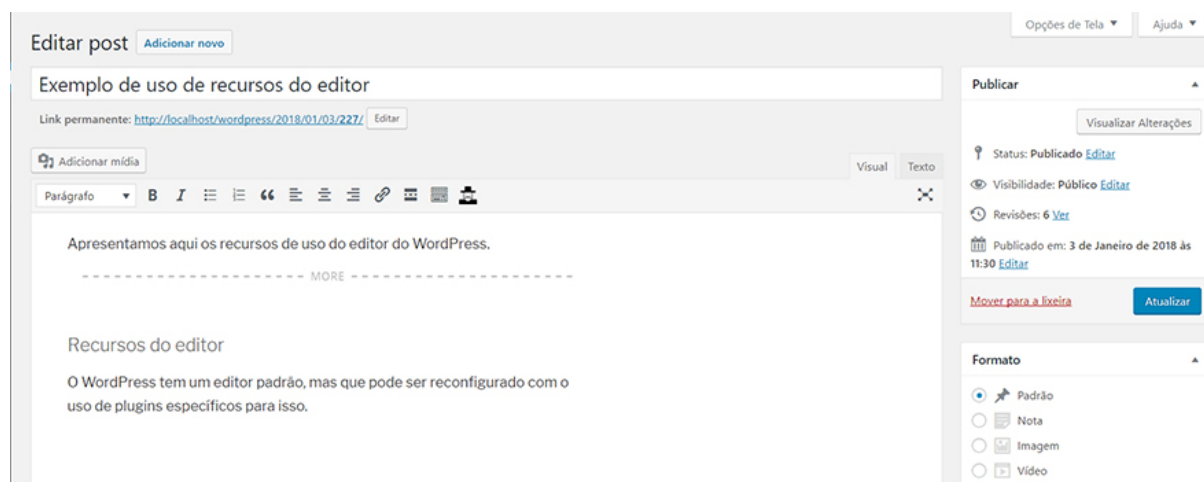 Opções de Tela
Ajuda
Editar post
Adicionar novo
Exemplo de uso de recursos do editor
Link permanente: http://localhost/wordpress/2018/01/03/227/ Editar
Adicionar mídia
Visual
Texto
Parágrafo
Apresentamos aqui os recursos de uso do editor do WordPress.
MORE
Recursos do editor
O WordPress tem um editor padrão, mas que pode ser reconfigurado com o
uso de plugins específicos para isso.
Publicar
Visualizar Alterações
Status: Publicado Editar
Visibilidade: Público Editar
Revisões: 6 Ver
Publicado em: 3 de Janeiro de 2018 às
11:30 Editar
Mover para a lixeira
Atualizar
Formato
Padrão
Nota
Imagem
Vídeo